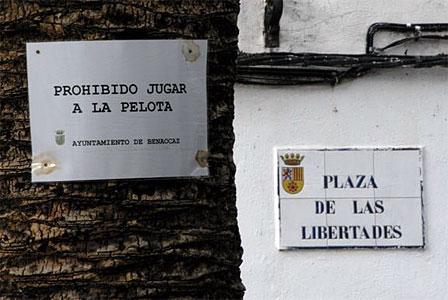 PROHIBIDO JUGAR
A LA PELOTA
AYUNTAMIENTO DE BENAOCAZ
PLAZA
DE LAS
LIBERTADES